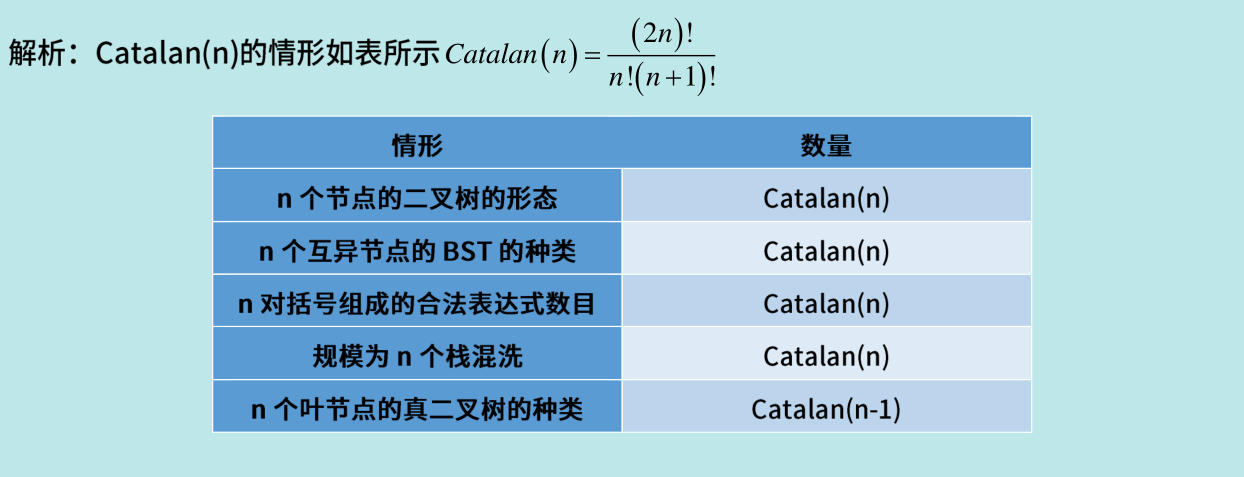 解析：Catalan(n)的情形如表所示 Catalan(n) = (2n)! / n!(n+1)!
情形 数量
n 个节点的二叉树的形态 Catalan(n)
n 个互异节点的 BST 的种类 Catalan(n)
n 对括号组成的合法表达式数目 Catalan(n)
规模为 n 个栈混洗 Catalan(n)
n 个叶节点的真二叉树的种类 Catalan(n-1)